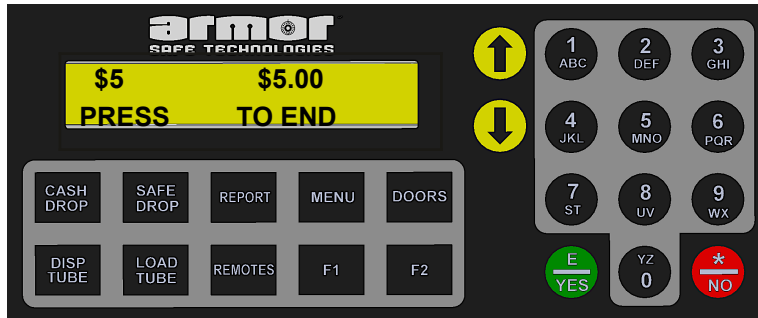 armor
SAFE TECHNOLOGIES
$5 $5.00
PRESS TO END
CASH DROP
SAFE DROP
REPORT
MENU
DOORS
DISP TUBE
LOAD TUBE
REMOTES
F1
F2
1
ABC
2
DEF
3
GHI
4
JKL
5
MNO
6
PQR
7
ST
8
UV
9
WX
E
YES
YZ
0
*
NO